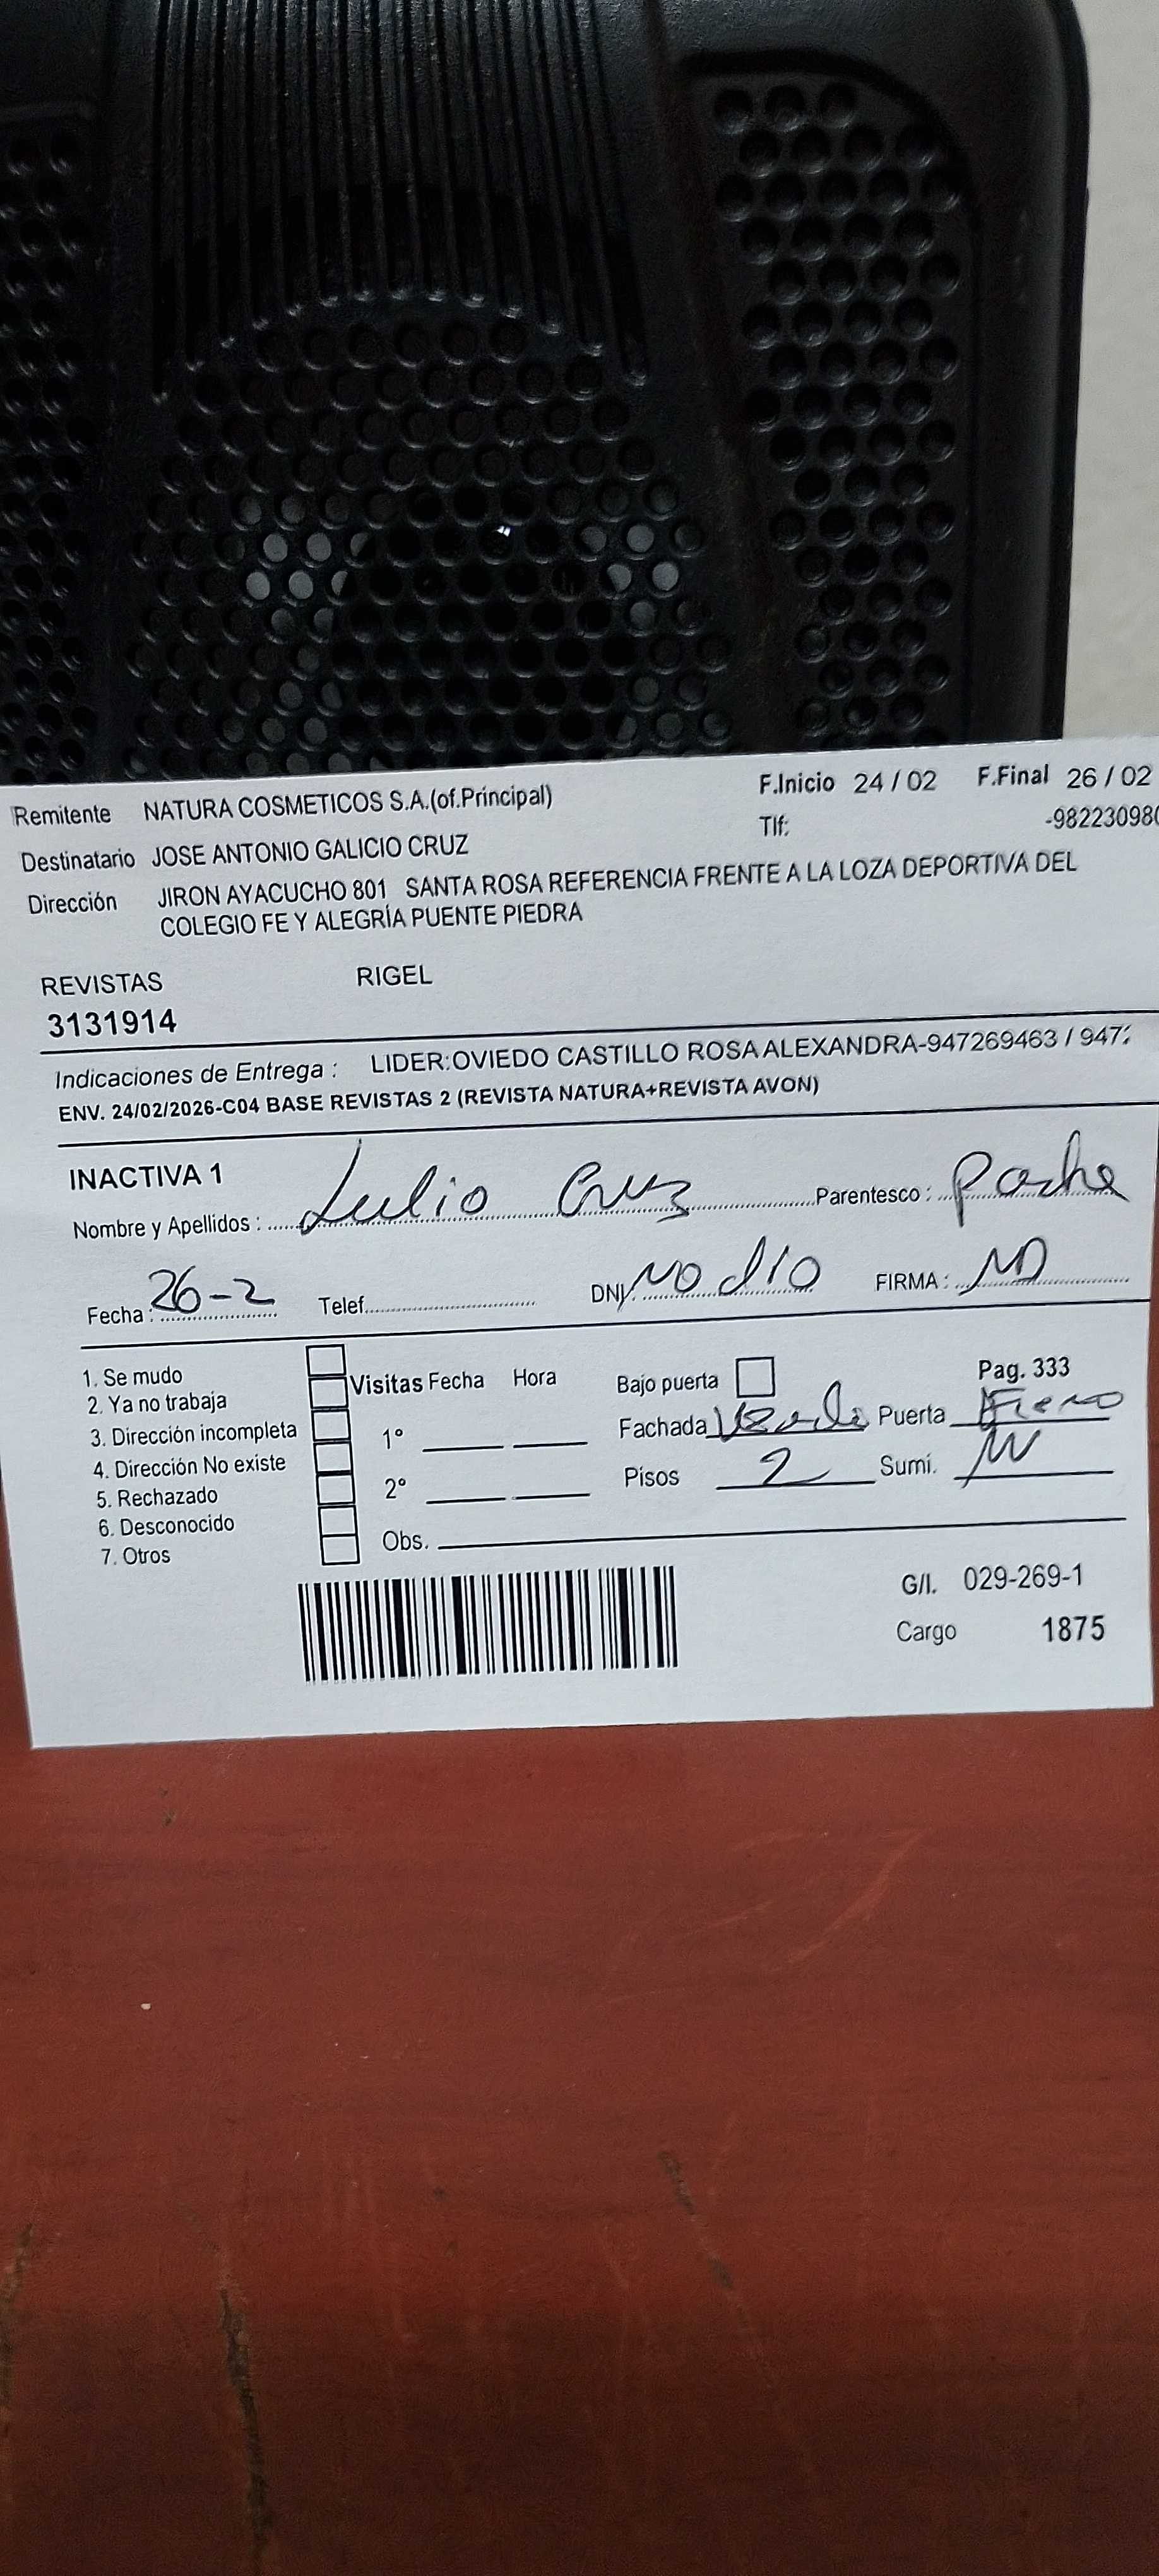 Remitente NATURA COSMETICOS S.A.(of.Principal) F.Inicio 24 / 02 F.Final 26 / 02
Tlf: -98223098
Destinatario JOSE ANTONIO GALICIO CRUZ
Dirección JIRON AYACUCHO 801 SANTA ROSA REFERENCIA FRENTE A LA LOZA DEPORTIVA DEL
COLEGIO FE Y ALEGRÍA PUENTE PIEDRA
REVISTAS RIGEL
3131914
Indicaciones de Entrega : LIDER:OVIEDO CASTILLO ROSA ALEXANDRA-947269463 / 947
ENV. 24/02/2026-C04 BASE REVISTAS 2 (REVISTA NATURA+REVISTA AVON)
INACTIVA 1
Nombre y Apellidos : Julio Cruz Parentesco :
Fecha : 26-2 Telef. DNI. No dio FIRMA :
1. Se mudo
2. Ya no trabaja
3. Dirección incompleta
4. Dirección No existe
5. Rechazado
6. Desconocido
7. Otros
Visitas Fecha Hora
1°
2°
Obs.
Bajo puerta Pag. 333
Fachada Puerta Fierro
Pisos 2 Sumi.
G/I. 029-269-1
Cargo 1875